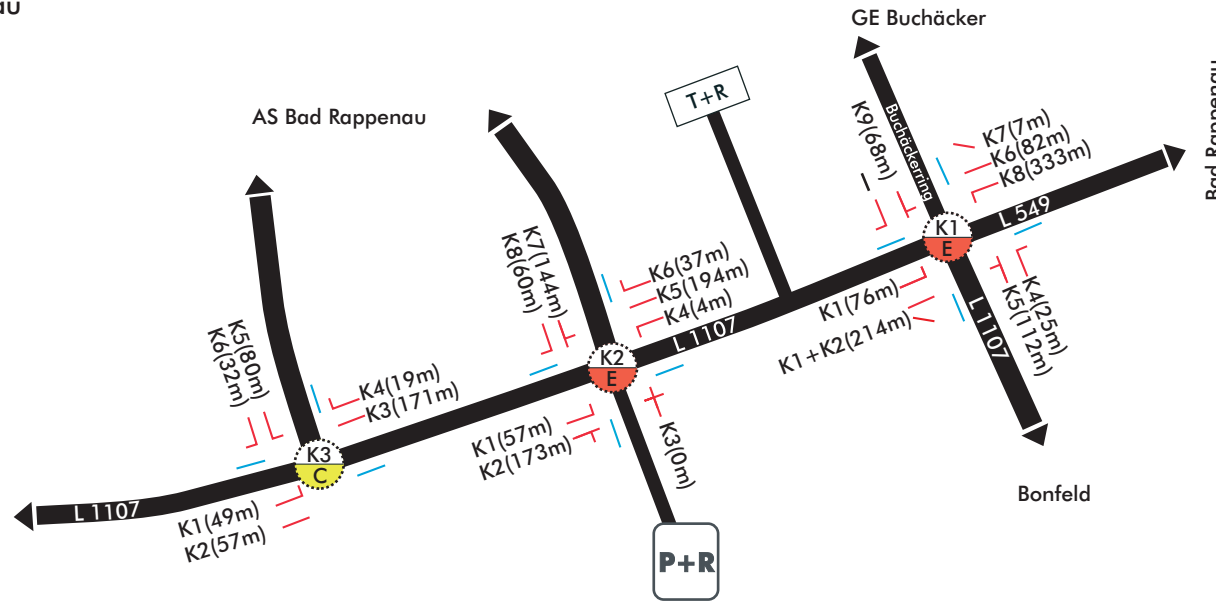 GE Buchäcker
AS Bad Rappenau
Bad Rappenau
T+R
K9(68m)
Buchäckerring
K7(7m)
K6(82m)
K8(333m)
K1
E
L 549
K7(144m)
K8(60m)
K6(37m)
K5(194m)
K4(4m)
L 1107
K1(76m)
K1+K2(214m)
L 1107
K4(25m)
K5(112m)
K5(80m)
K6(32m)
K4(19m)
K3(171m)
K2
E
K1(57m)
K2(173m)
K3(0m)
K3
C
L 1107
K1(49m)
K2(57m)
Bonfeld
P+R